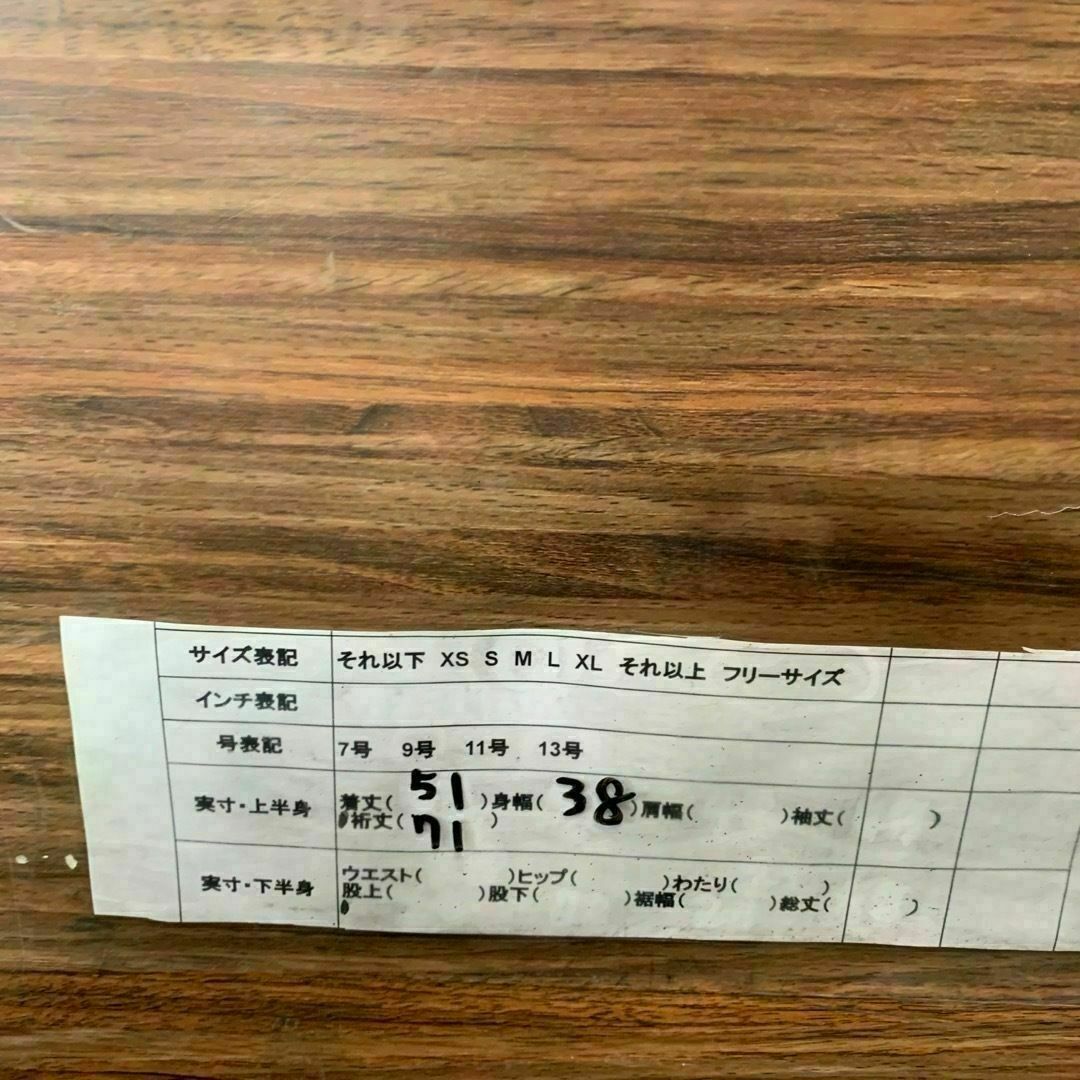 サイズ表記 それ以下 XS S M L XL それ以上 フリーサイズ
インチ表記
号表記 7号 9号 11号 13号
実寸・上半身 着丈( 51 )身幅( 38 )肩幅( )袖丈( )
裄丈( 71 )
実寸・下半身 ウエスト( )ヒップ( )わたり( )
股上( )股下( )裾幅( )総丈( )